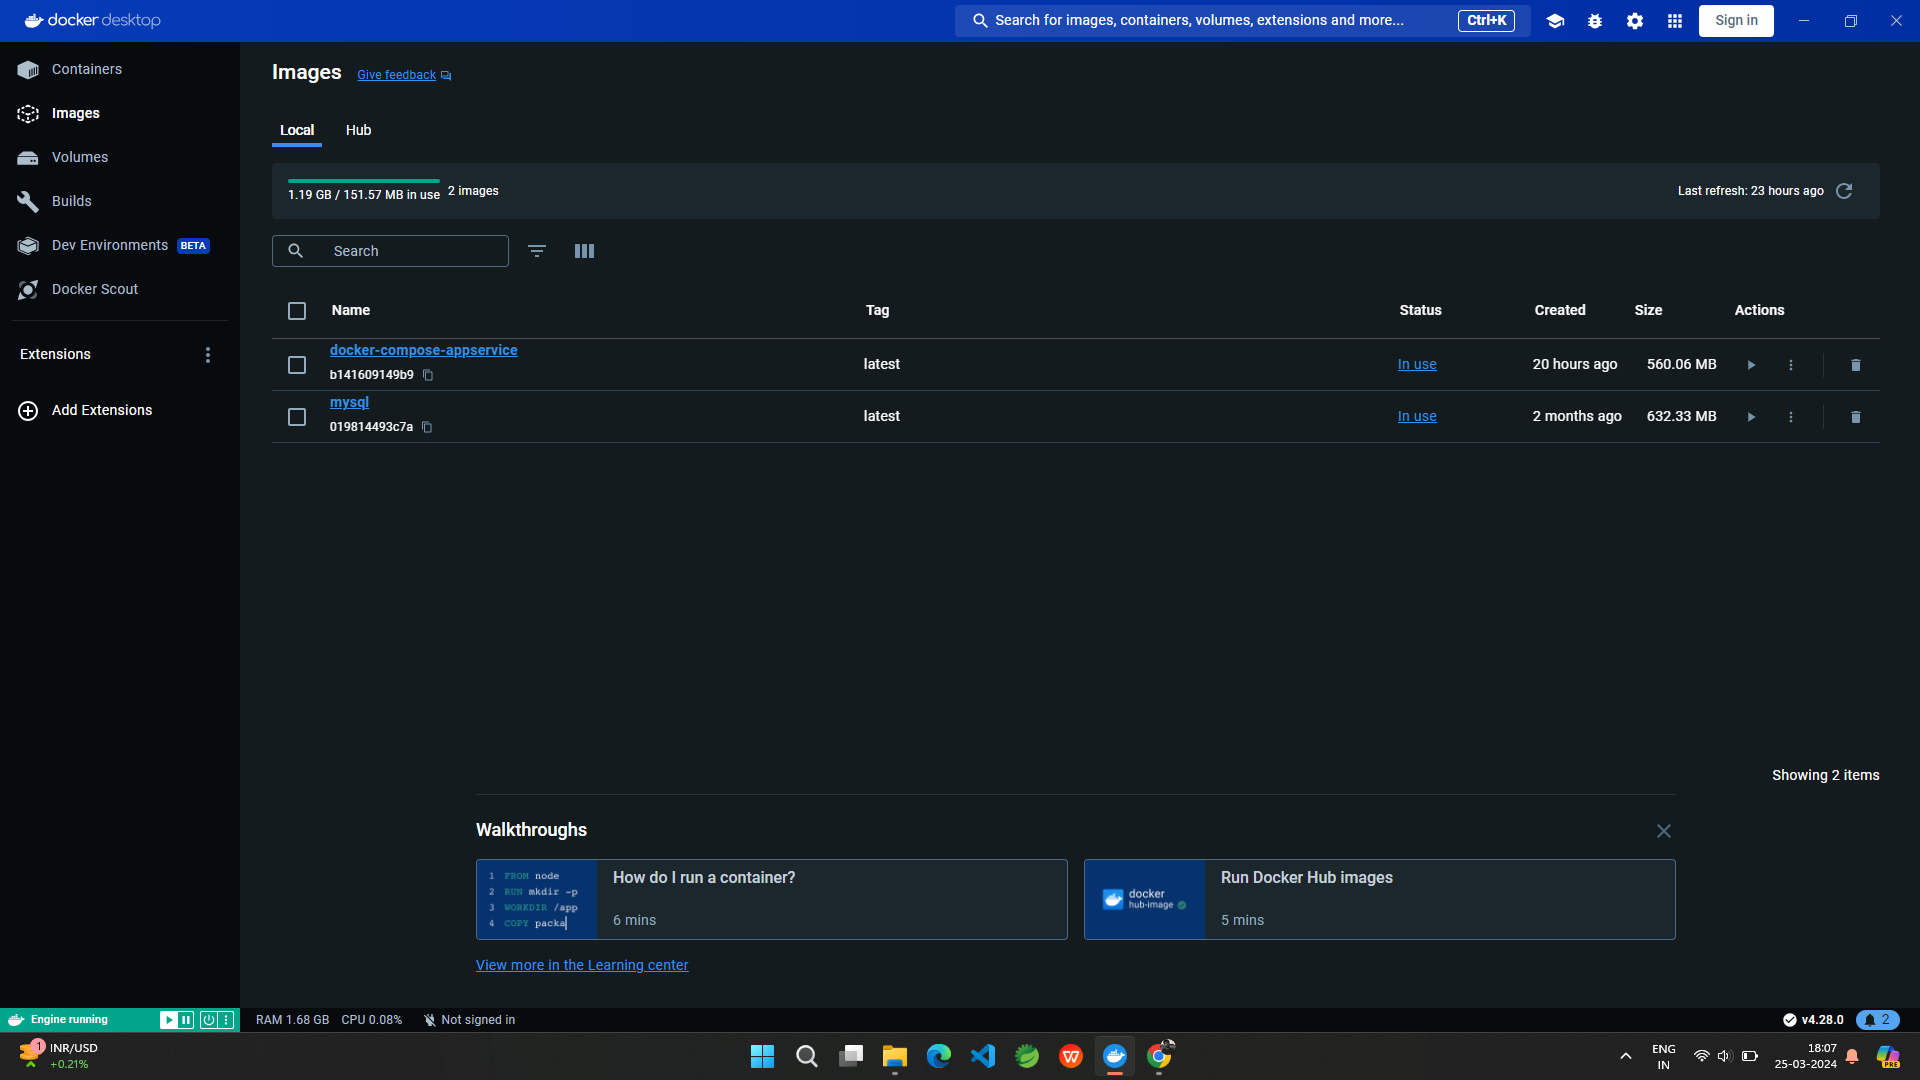 docker desktop
Search for images, containers, volumes, extensions and more...
Ctrl+K
Sign in
Containers
Images
Volumes
Builds
Dev Environments BETA
Docker Scout
Extensions
Add Extensions
Images Give feedback
Local Hub
1.19 GB / 151.57 MB in use 2 images
Last refresh: 23 hours ago
Search
Name Tag Status Created Size Actions
docker-compose-appservice
b141609149b9
latest In use 20 hours ago 560.06 MB
mysql
019814493c7a
latest In use 2 months ago 632.33 MB
Showing 2 items
Walkthroughs
1 FROM node
2 RUN mkdir -p
3 WORKDIR /app
4 COPY packa
How do I run a container?
6 mins
docker
hub-image
Run Docker Hub images
5 mins
View more in the Learning center
Engine running
RAM 1.68 GB CPU 0.08% Not signed in
v4.28.0
2
1
INR/USD
+0.21%
ENG
IN
18:07
25-03-2024
PRE